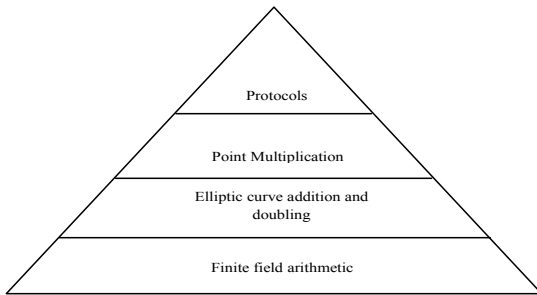 Protocols
Point Multiplication
Elliptic curve addition and
doubling
Finite field arithmetic